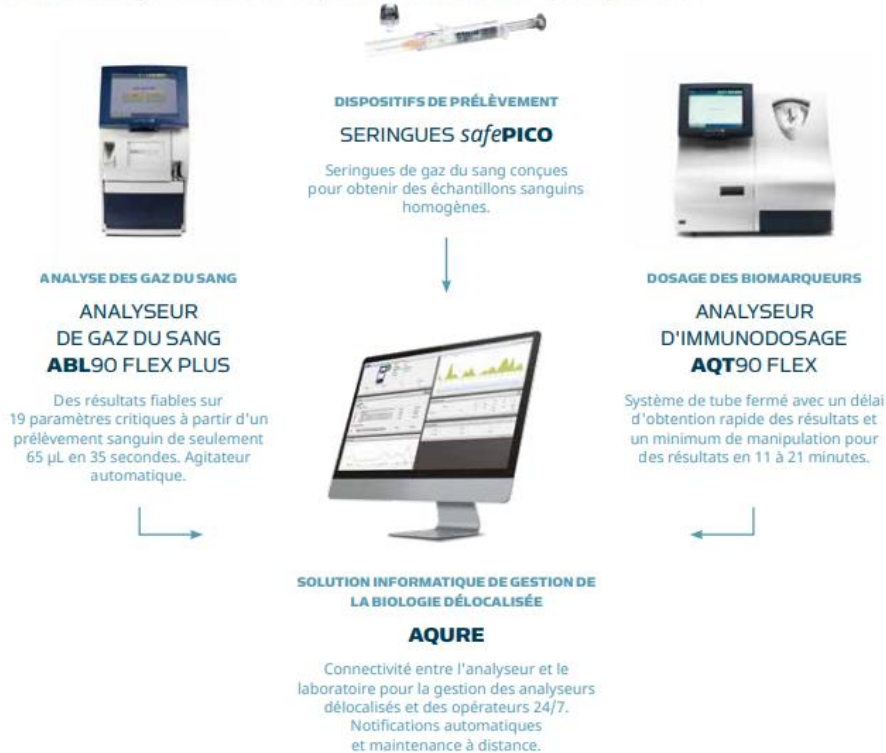 DISPOSITIFS DE PRÉLÈVEMENT
SERINGUES safePICO
Seringues de gaz du sang conçues
pour obtenir des échantillons sanguins
homogènes.
ANALYSE DES GAZ DU SANG
ANALYSEUR
DE GAZ DU SANG
ABL90 FLEX PLUS
Des résultats fiables sur
19 paramètres critiques à partir d'un
prélèvement sanguin de seulement
65 µL en 35 secondes. Agitateur
automatique.
DOSAGE DES BIOMARQUEURS
ANALYSEUR
D'IMMUNODOSAGE
AQT90 FLEX
Système de tube fermé avec un délai
d'obtention rapide des résultats et
un minimum de manipulation pour
des résultats en 11 à 21 minutes.
SOLUTION INFORMATIQUE DE GESTION DE
LA BIOLOGIE DÉLOCALISÉE
AQURE
Connectivité entre l'analyseur et le
laboratoire pour la gestion des analyseurs
délocalisés et des opérateurs 24/7.
Notifications automatiques
et maintenance à distance.